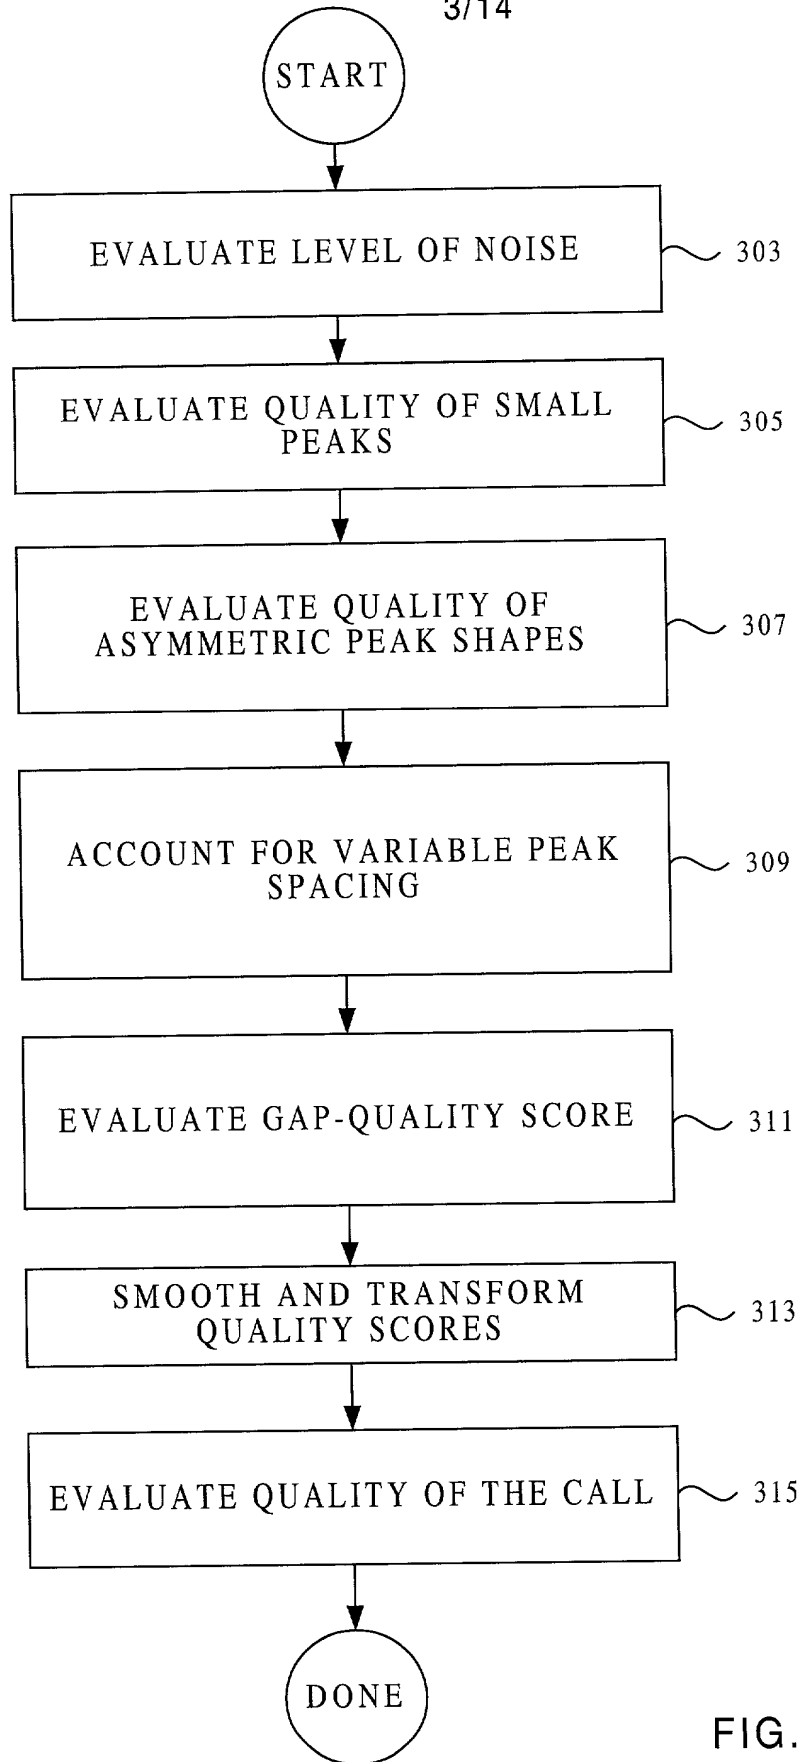 3/14
START
EVALUATE LEVEL OF NOISE
303
EVALUATE QUALITY OF SMALL
PEAKS
305
EVALUATE QUALITY OF
ASYMMETRIC PEAK SHAPES
307
ACCOUNT FOR VARIABLE PEAK
SPACING
309
EVALUATE GAP-QUALITY SCORE
311
SMOOTH AND TRANSFORM
QUALITY SCORES
313
EVALUATE QUALITY OF THE CALL
315
DONE
FIG.